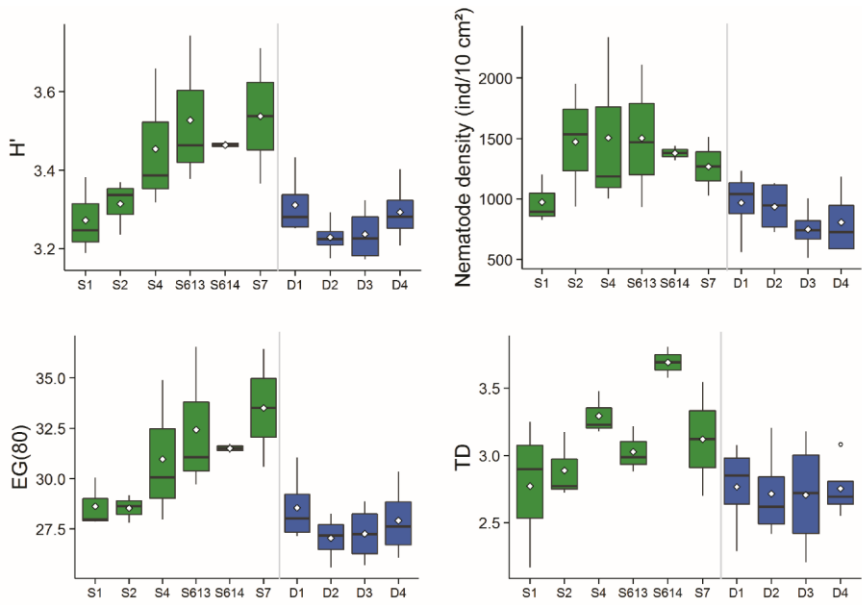 H'
3.6
3.4
3.2
S1 S2 S4 S613 S614 S7 D1 D2 D3 D4
Nematode density (ind/10 cm²)
2000
1500
1000
500
S1 S2 S4 S613 S614 S7 D1 D2 D3 D4
EG(80)
35.0
32.5
30.0
27.5
S1 S2 S4 S613 S614 S7 D1 D2 D3 D4
TD
3.5
3.0
2.5
S1 S2 S4 S613 S614 S7 D1 D2 D3 D4